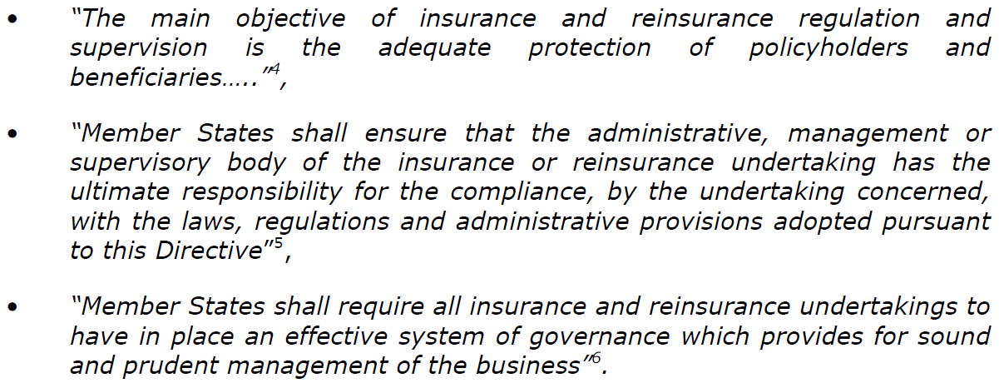 • “The main objective of insurance and reinsurance regulation and
supervision is the adequate protection of policyholders and
beneficiaries…..”4,
• “Member States shall ensure that the administrative, management or
supervisory body of the insurance or reinsurance undertaking has the
ultimate responsibility for the compliance, by the undertaking concerned,
with the laws, regulations and administrative provisions adopted pursuant
to this Directive”5,
• “Member States shall require all insurance and reinsurance undertakings to
have in place an effective system of governance which provides for sound
and prudent management of the business”6.